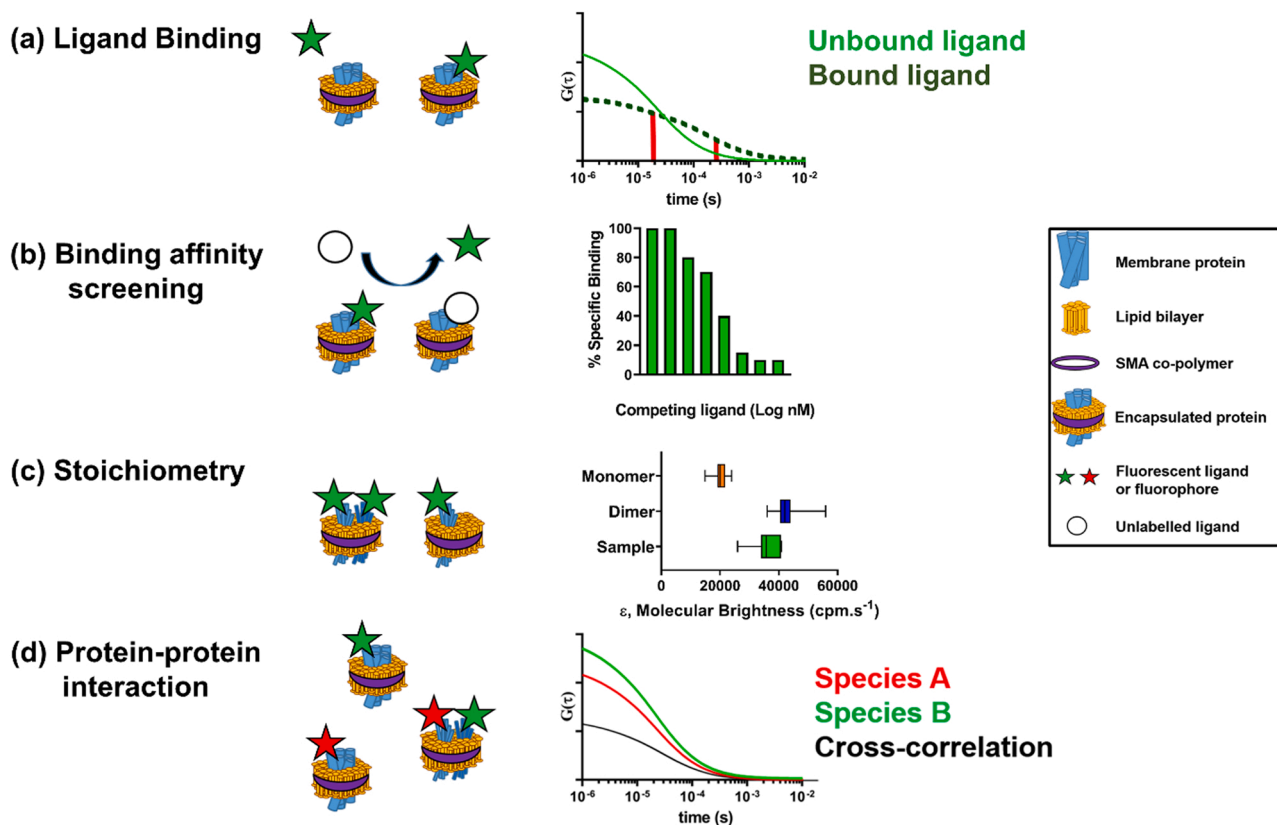 (a) Ligand Binding
G(τ)
10⁻⁶ 10⁻⁵ 10⁻⁴ 10⁻³ 10⁻²
time (s)
Unbound ligand
Bound ligand
(b) Binding affinity
screening
% Specific Binding
100
80
60
40
20
0
Competing ligand (Log nM)
(c) Stoichiometry
Monomer
Dimer
Sample
0 20000 40000 60000
ε, Molecular Brightness (cpm.s⁻¹)
(d) Protein-protein
interaction
G(τ)
10⁻⁶ 10⁻⁵ 10⁻⁴ 10⁻³ 10⁻²
time (s)
Species A
Species B
Cross-correlation
Membrane protein
Lipid bilayer
SMA co-polymer
Encapsulated protein
Fluorescent ligand
or fluorophore
Unlabelled ligand